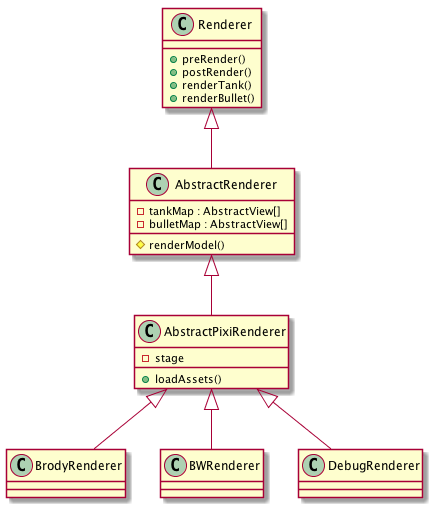 C Renderer
preRender()
postRender()
renderTank()
renderBullet()
C AbstractRenderer
tankMap : AbstractView[]
bulletMap : AbstractView[]
renderModel()
C AbstractPixiRenderer
stage
loadAssets()
C BrodyRenderer
C BWRenderer
C DebugRenderer